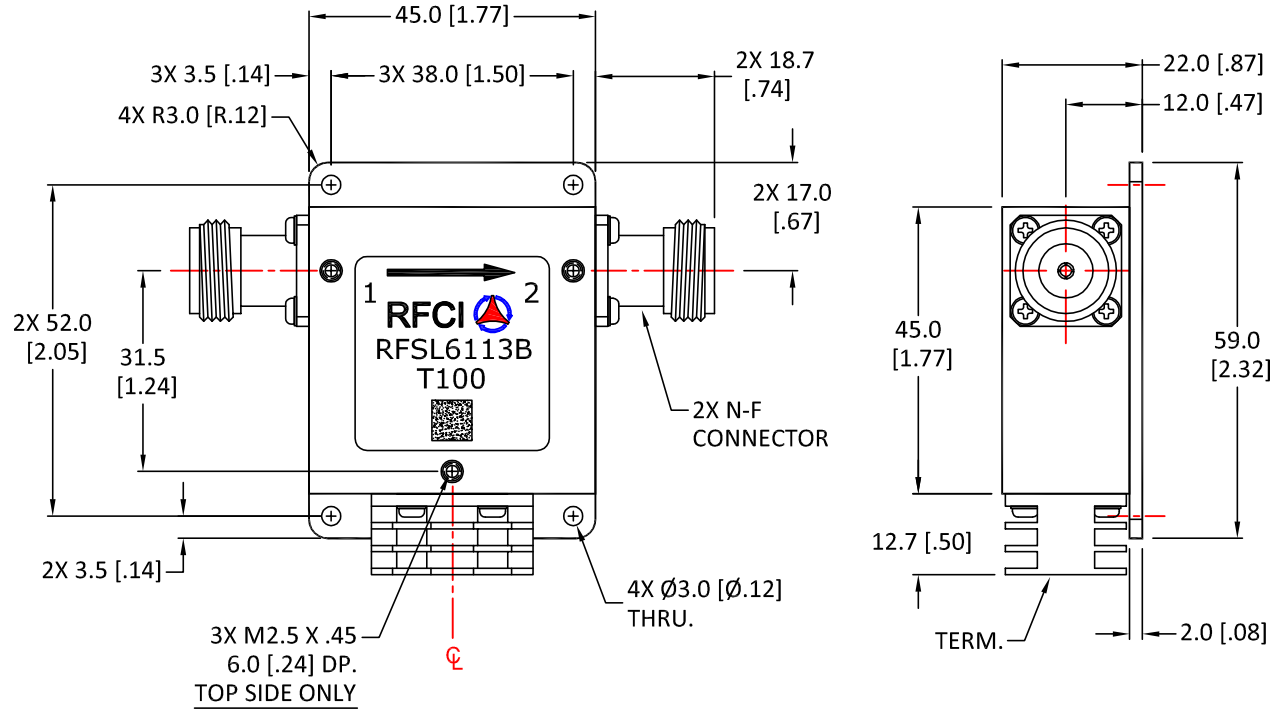 45.0 [1.77]
3X 3.5 [.14]
3X 38.0 [1.50]
2X 18.7
[.74]
4X R3.0 [R.12]
2X 17.0
[.67]
2X 52.0
[2.05]
31.5
[1.24]
1
2
RFCI
RFSL6113B
T100
2X N-F
CONNECTOR
2X 3.5 [.14]
4X Ø3.0 [Ø.12]
THRU.
3X M2.5 X .45
6.0 [.24] DP.
TOP SIDE ONLY
℄
22.0 [.87]
12.0 [.47]
45.0
[1.77]
59.0
[2.32]
12.7 [.50]
TERM.
2.0 [.08]